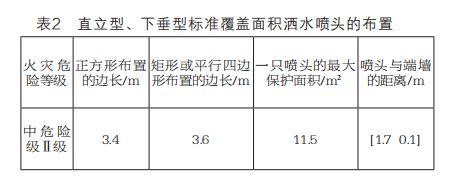 表2 直立型、下垂型标准覆盖面积洒水喷头的布置
火灾危险等级 正方形布置的边长/m 矩形或平行四边形布置的边长/m 一只喷头的最大保护面积/m² 喷头与端墙的距离/m
中危险级Ⅱ级 3.4 3.6 11.5 [1.7 0.1]